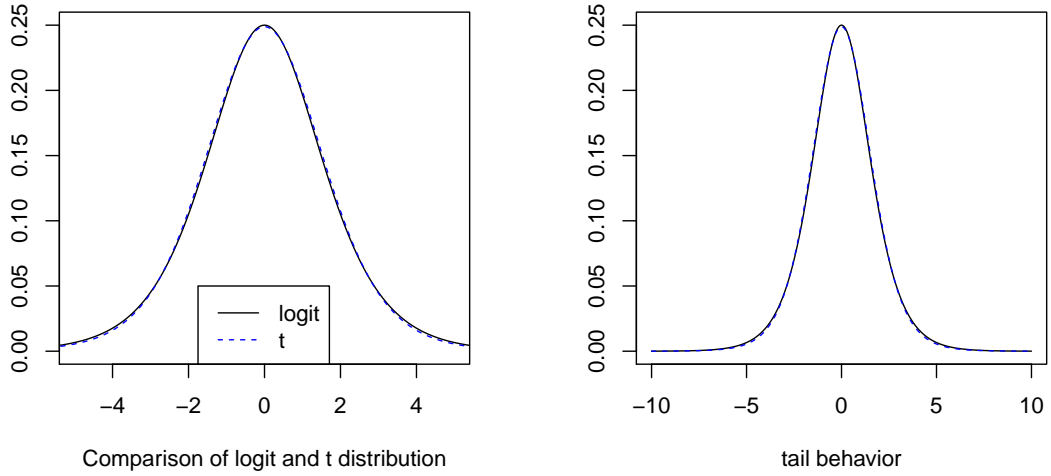 0.00 0.05 0.10 0.15 0.20 0.25
logit
t
−4 −2 0 2 4
Comparison of logit and t distribution
0.00 0.05 0.10 0.15 0.20 0.25
−10 −5 0 5 10
tail behavior